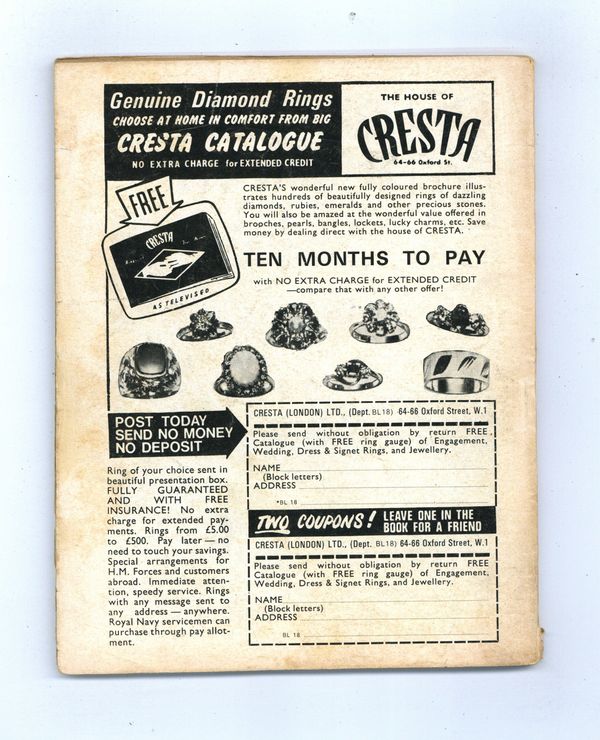 Genuine Diamond Rings
CHOOSE AT HOME IN COMFORT FROM BIG
CRESTA CATALOGUE
NO EXTRA CHARGE for EXTENDED CREDIT
THE HOUSE OF
CRESTA
64-66 Oxford St.
FREE
CRESTA
AS TELEVISED
CRESTA'S wonderful new fully coloured brochure illus-
trates hundreds of beautifully designed rings of dazzling
diamonds, rubies, emeralds and other precious stones.
You will also be amazed at the wonderful value offered in
brooches, pearls, bangles, lockets, lucky charms, etc. Save
money by dealing direct with the house of CRESTA.
TEN MONTHS TO PAY
with NO EXTRA CHARGE for EXTENDED CREDIT
—compare that with any other offer!
POST TODAY
SEND NO MONEY
NO DEPOSIT
Ring of your choice sent in
beautiful presentation box.
FULLY GUARANTEED
AND WITH FREE
INSURANCE! No extra
charge for extended pay-
ments. Rings from £5.00
to £500. Pay later — no
need to touch your savings.
Special arrangements for
H.M. Forces and customers
abroad. Immediate atten-
tion, speedy service. Rings
with any message sent to
any address — anywhere.
Royal Navy servicemen can
purchase through pay allot-
ment.
CRESTA (LONDON) LTD., (Dept. BL18) 64-66 Oxford Street, W.1
Please send without obligation by return FREE
Catalogue (with FREE ring gauge) of Engagement,
Wedding, Dress & Signet Rings, and Jewellery.
NAME
(Block letters)
ADDRESS
*BL 18
TWO COUPONS! LEAVE ONE IN THE
BOOK FOR A FRIEND
CRESTA (LONDON) LTD., (Dept. BL18) 64-66 Oxford Street, W.1
Please send without obligation by return FREE
Catalogue (with FREE ring gauge) of Engagement,
Wedding, Dress & Signet Rings, and Jewellery.
NAME
(Block letters)
ADDRESS
BL 18